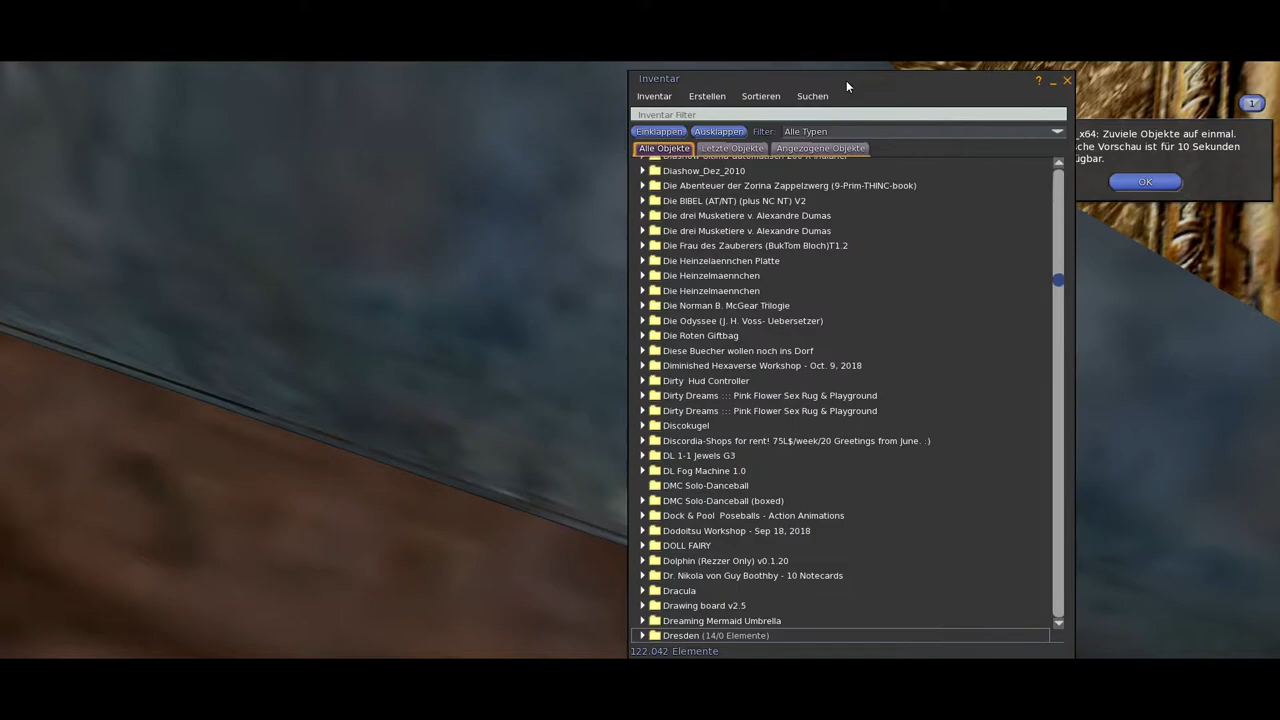 Inventar
? _ X
Inventar Erstellen Sortieren Suchen
1
Inventar Filter
Einklappen Ausklappen Filter: Alle Typen
_x64: Zuviele Objekte auf einmal.
che Vorschau ist für 10 Sekunden
gbar.
OK
Alle Objekte Letzte Objekte Angezogene Objekte
Diashow_Dez_2010
Die Abenteuer der Zorina Zappelzwerg (9-Prim-THINC-book)
Die BIBEL (AT/NT) (plus NC NT) V2
Die drei Musketiere v. Alexandre Dumas
Die drei Musketiere v. Alexandre Dumas
Die Frau des Zauberers (BukTom Bloch)T1.2
Die Heinzelaennchen Platte
Die Heinzelmaennchen
Die Heinzelmaennchen
Die Norman B. McGear Trilogie
Die Odyssee (J. H. Voss- Uebersetzer)
Die Roten Giftbag
Diese Buecher wollen noch ins Dorf
Diminished Hexaverse Workshop - Oct. 9, 2018
Dirty  Hud Controller
Dirty Dreams ::: Pink Flower Sex Rug & Playground
Dirty Dreams ::: Pink Flower Sex Rug & Playground
Discokugel
Discordia-Shops for rent! 75L$/week/20 Greetings from June. :)
DL 1-1 Jewels G3
DL Fog Machine 1.0
DMC Solo-Danceball
DMC Solo-Danceball (boxed)
Dock & Pool  Poseballs - Action Animations
Dodoitsu Workshop - Sep 18, 2018
DOLL FAIRY
Dolphin (Rezzer Only) v0.1.20
Dr. Nikola von Guy Boothby - 10 Notecards
Dracula
Drawing board v2.5
Dreaming Mermaid Umbrella
Dresden (14/0 Elemente)
122.042 Elemente